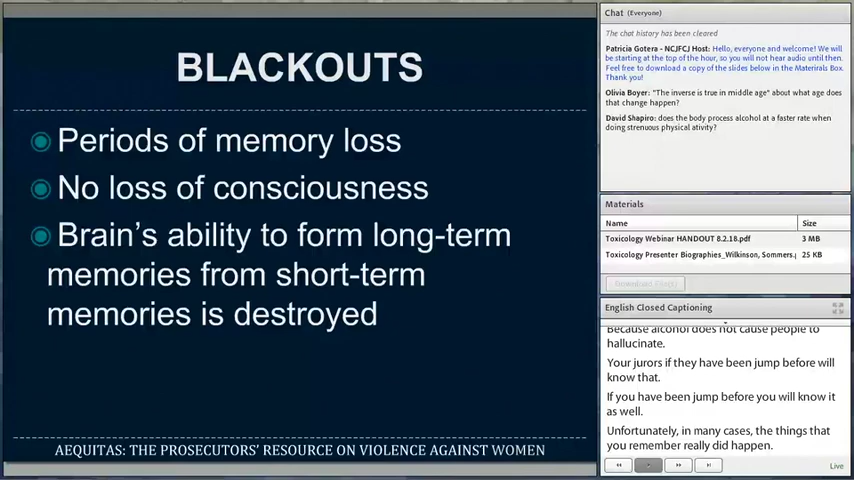 BLACKOUTS
Periods of memory loss
No loss of consciousness
Brain's ability to form long-term
memories from short-term
memories is destroyed
AEQUITAS: THE PROSECUTORS' RESOURCE ON VIOLENCE AGAINST WOMEN
Chat (Everyone)
The chat history has been cleared
Patricia Gotera - NCJFCJ Host: Hello, everyone and welcome! We will
be starting at the top of the hour, so you will not hear audio until then.
Feel free to download a copy of the slides below in the Materirals Box.
Thank you!
Olivia Boyer: "The inverse is true in middle age" about what age does
that change happen?
David Shapiro: does the body process alcohol at a faster rate when
doing strenuous physical ativity?
Materials
Name Size
Toxicology Webinar HANDOUT 8.2.18.pdf 3 MB
Toxicology Presenter Biographies_Wilkinson, Sommers.p 25 KB
Download File(s)
English Closed Captioning
Because alcohol does not cause people to
hallucinate.
Your jurors if they have been jump before will
know that.
If you have been jump before you will know it
as well.
Unfortunately, in many cases, the things that
you remember really did happen.
Live